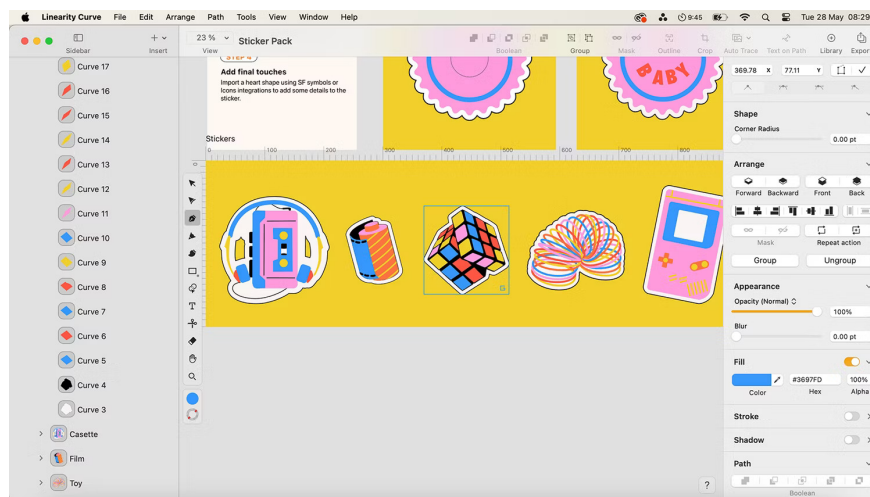 Linearity Curve File Edit Arrange Path Tools View Window Help 9:45 Tue 28 May 08:29
Sidebar Insert 23 % View Sticker Pack Boolean Group Mask Outline Crop Auto Trace Text on Path Library Expor
Curve 17
Curve 16
Curve 15
Curve 14
Curve 13
Curve 12
Curve 11
Curve 10
Curve 9
Curve 8
Curve 7
Curve 6
Curve 5
Curve 4
Curve 3
Casette
Film
Toy
STEP 4
Add final touches
Import a heart shape using SF symbols or
Icons integrations to add some details to the
sticker.
BABY
Stickers
0 100 200 300 400 500 600 700 800
T
?
369.78 X 77.11 Y
Shape
Corner Radius
0.00 pt
Arrange
Forward Backward Front Back
Mask Repeat action
Group Ungroup
Appearance
Opacity (Normal)
100%
Blur
0.00 pt
Fill
#3697FD 100%
Color Hex Alpha
Stroke
Shadow
Path
Boolean